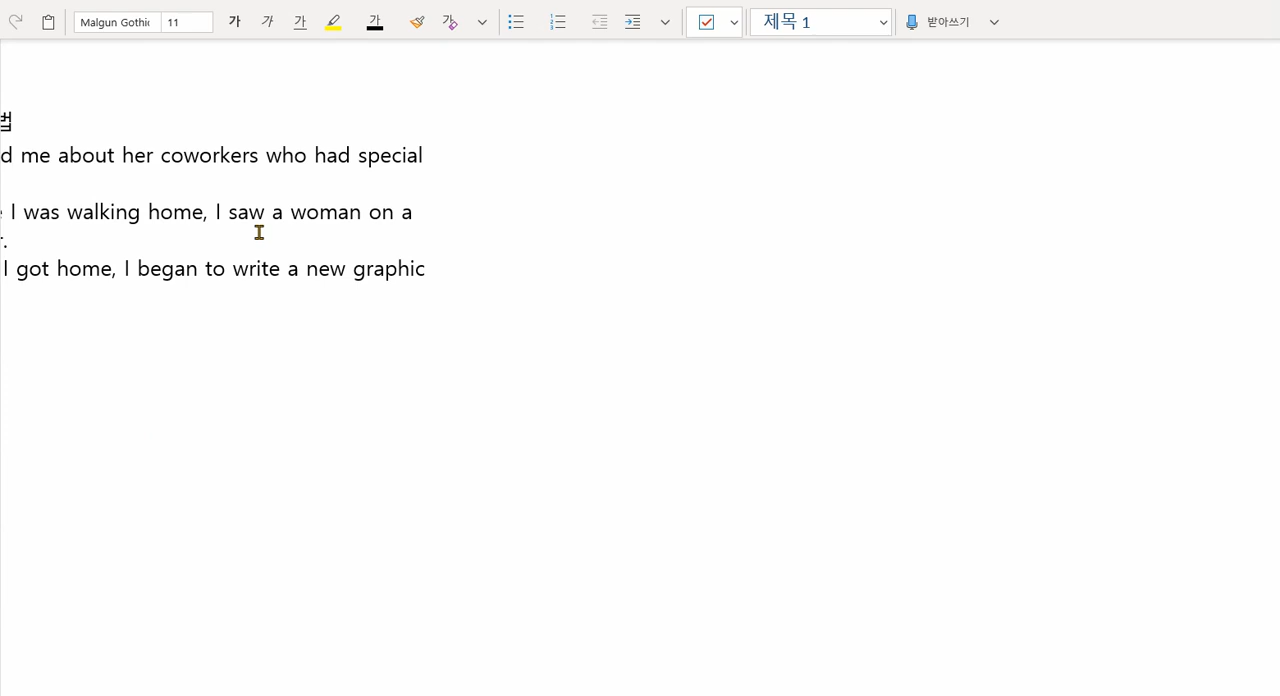 Malgun Gothic 11 가 가 가 가 가 제목 1 받아쓰기
법
d me about her coworkers who had special
I was walking home, I saw a woman on a
r.
I got home, I began to write a new graphic